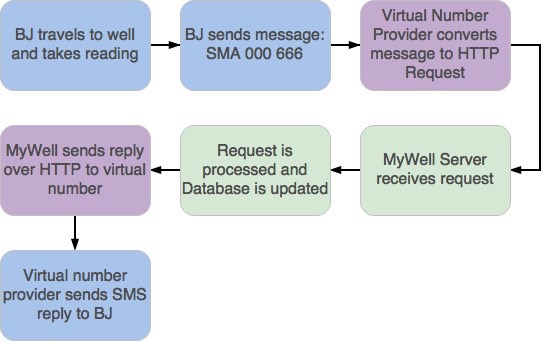 BJ travels to well
and takes reading
BJ sends message:
SMA 000 666
Virtual Number
Provider converts
message to HTTP
Request
MyWell Server
receives request
Request is
processed and
Database is updated
MyWell sends reply
over HTTP to virtual
number
Virtual number
provider sends SMS
reply to BJ